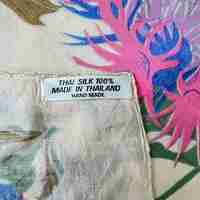 THAI SILK 100%
MADE IN THAILAND
HAND MADE